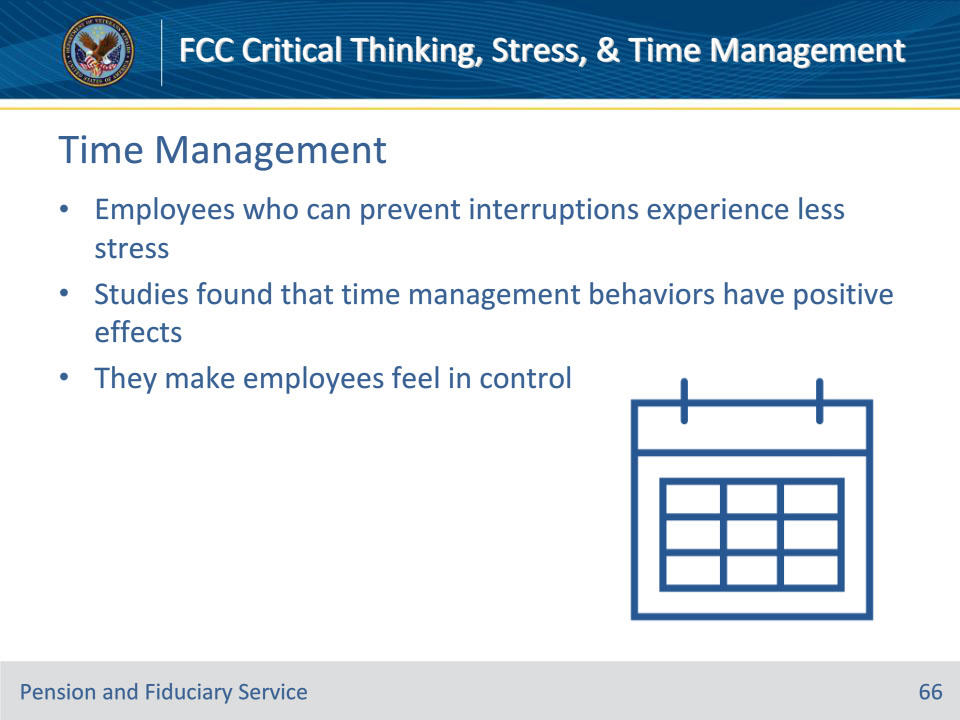 FCC Critical Thinking, Stress, & Time Management
Time Management
• Employees who can prevent interruptions experience less
stress
• Studies found that time management behaviors have positive
effects
• They make employees feel in control
Pension and Fiduciary Service
66